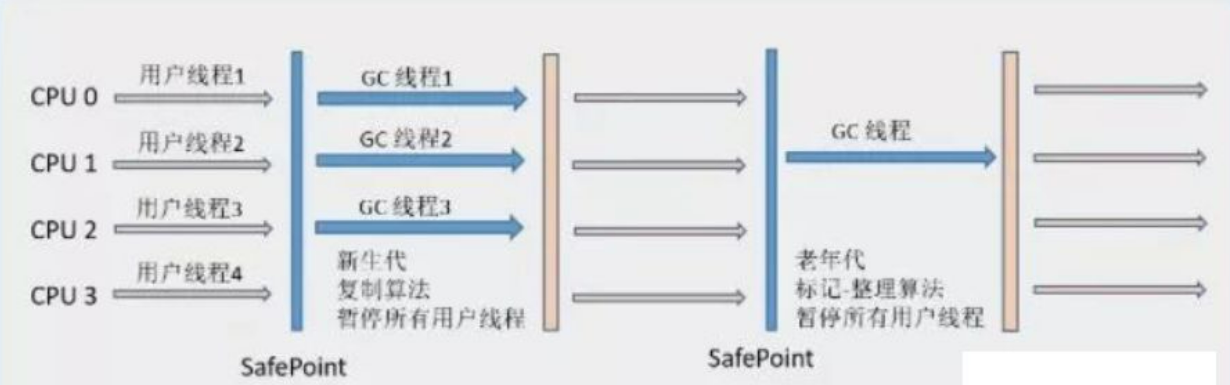 CPU 0
用户线程1
GC 线程1
CPU 1
用户线程2
GC 线程2
GC 线程
CPU 2
用户线程3
GC 线程3
CPU 3
用户线程4
新生代
复制算法
暂停所有用户线程
老年代
标记-整理算法
暂停所有用户线程
SafePoint
SafePoint